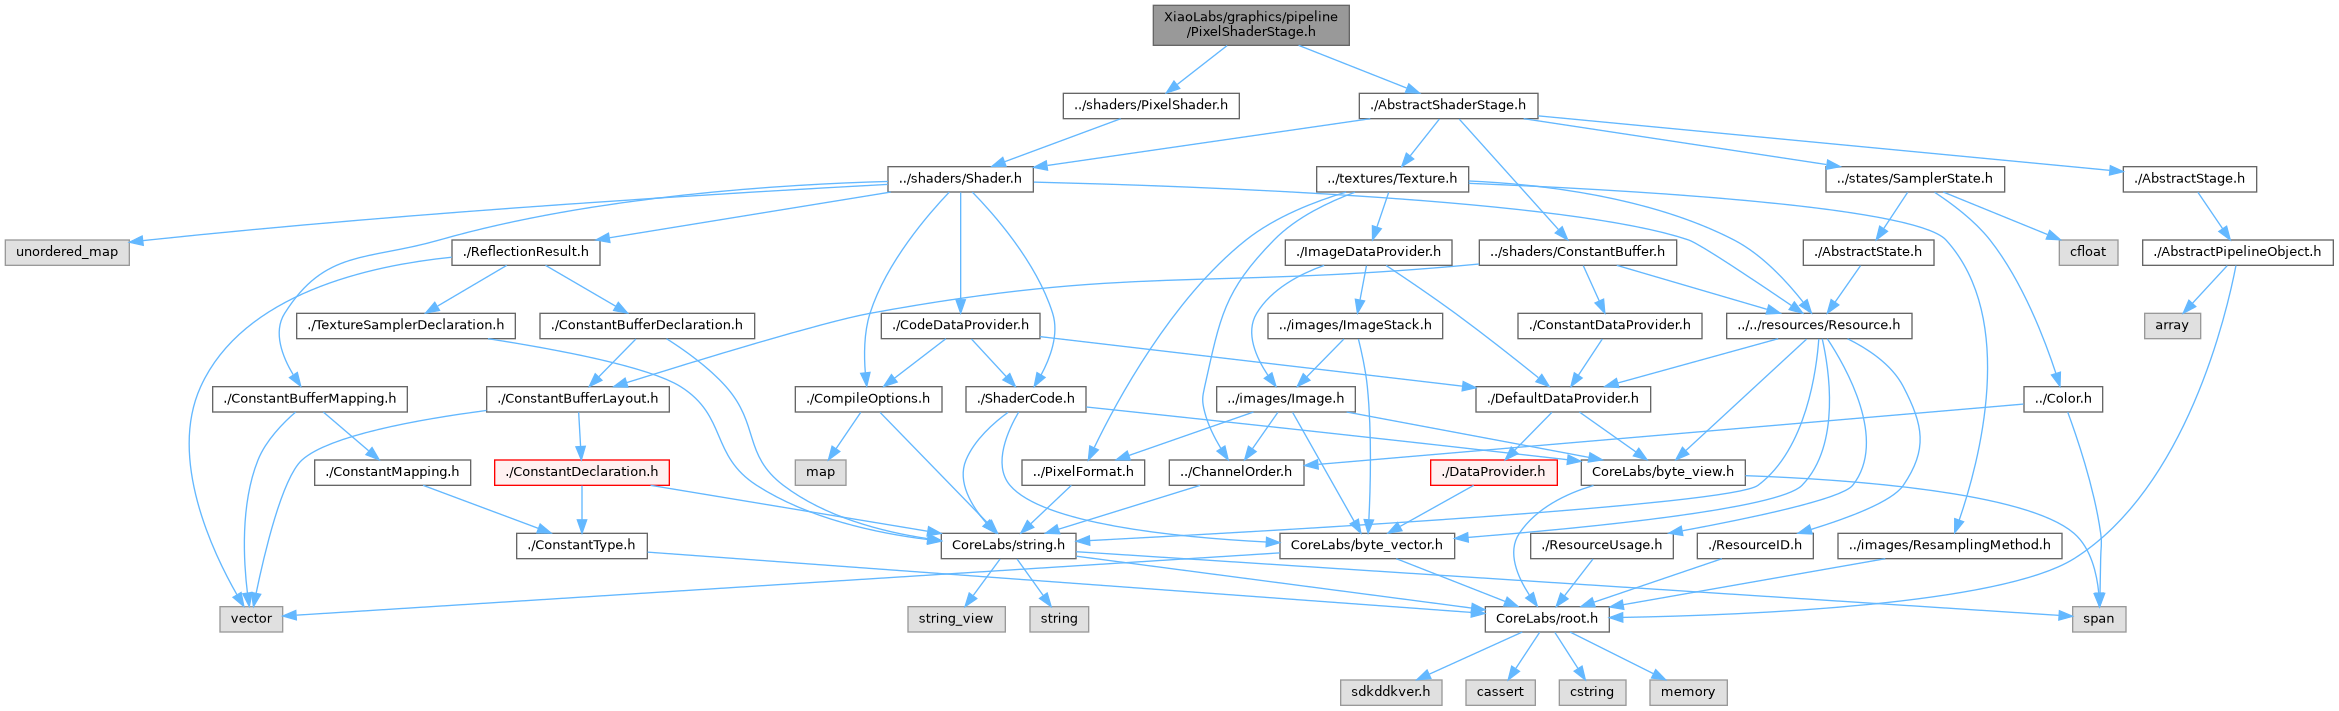 XiaoLabs/graphics/pipeline
/PixelShaderStage.h
../shaders/PixelShader.h
./AbstractShaderStage.h
../shaders/Shader.h
../textures/Texture.h
../states/SamplerState.h
./AbstractStage.h
unordered_map
./ReflectionResult.h
./ImageDataProvider.h
../shaders/ConstantBuffer.h
./AbstractState.h
cfloat
./AbstractPipelineObject.h
./TextureSamplerDeclaration.h
./ConstantBufferDeclaration.h
./CodeDataProvider.h
../images/ImageStack.h
./ConstantDataProvider.h
../../resources/Resource.h
array
./ConstantBufferMapping.h
./ConstantBufferLayout.h
./CompileOptions.h
./ShaderCode.h
../images/Image.h
./DefaultDataProvider.h
../Color.h
./ConstantMapping.h
./ConstantDeclaration.h
map
../PixelFormat.h
../ChannelOrder.h
./DataProvider.h
CoreLabs/byte_view.h
./ConstantType.h
CoreLabs/string.h
CoreLabs/byte_vector.h
./ResourceUsage.h
./ResourceID.h
../images/ResamplingMethod.h
vector
string_view
string
CoreLabs/root.h
span
sdkddkver.h
cassert
cstring
memory